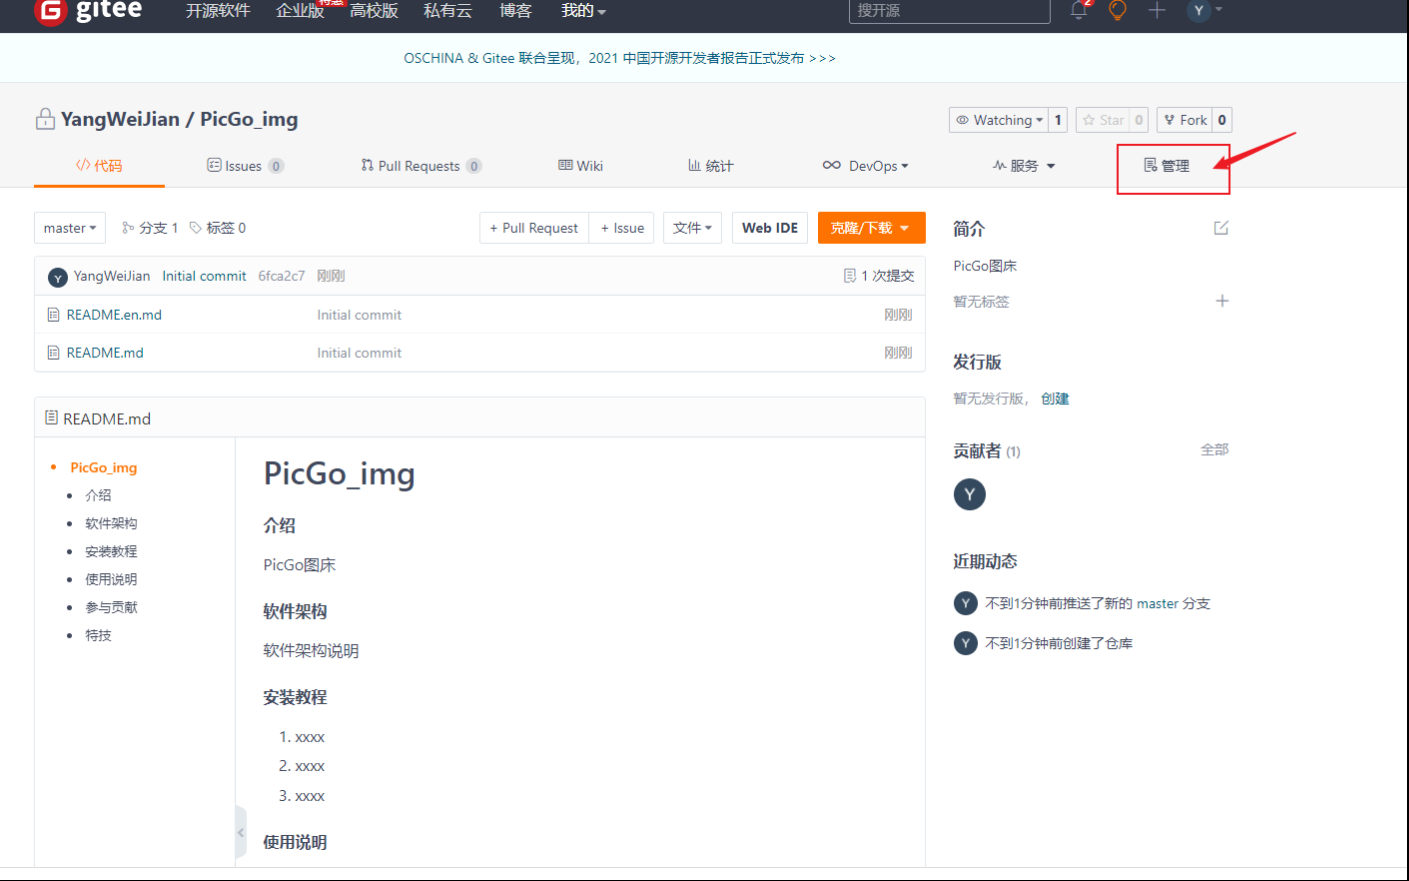 gitee 开源软件 企业版 特惠 高校版 私有云 博客 我的 搜开源 2 Y
OSCHINA & Gitee 联合呈现，2021 中国开源开发者报告正式发布 >>>
YangWeiJian / PicGo_img Watching 1 Star 0 Fork 0
代码 Issues 0 Pull Requests 0 Wiki 统计 DevOps 服务 管理
master 分支 1 标签 0 + Pull Request + Issue 文件 Web IDE 克隆/下载
Y YangWeiJian Initial commit 6fca2c7 刚刚 1 次提交
README.en.md Initial commit 刚刚
README.md Initial commit 刚刚
README.md
PicGo_img
介绍
软件架构
安装教程
使用说明
参与贡献
特技
PicGo_img
介绍
PicGo图床
软件架构
软件架构说明
安装教程
1. xxxx
2. xxxx
3. xxxx
使用说明
简介
PicGo图床
暂无标签
发行版
暂无发行版， 创建
贡献者 (1) 全部
Y
近期动态
Y 不到1分钟前推送了新的 master 分支
Y 不到1分钟前创建了仓库